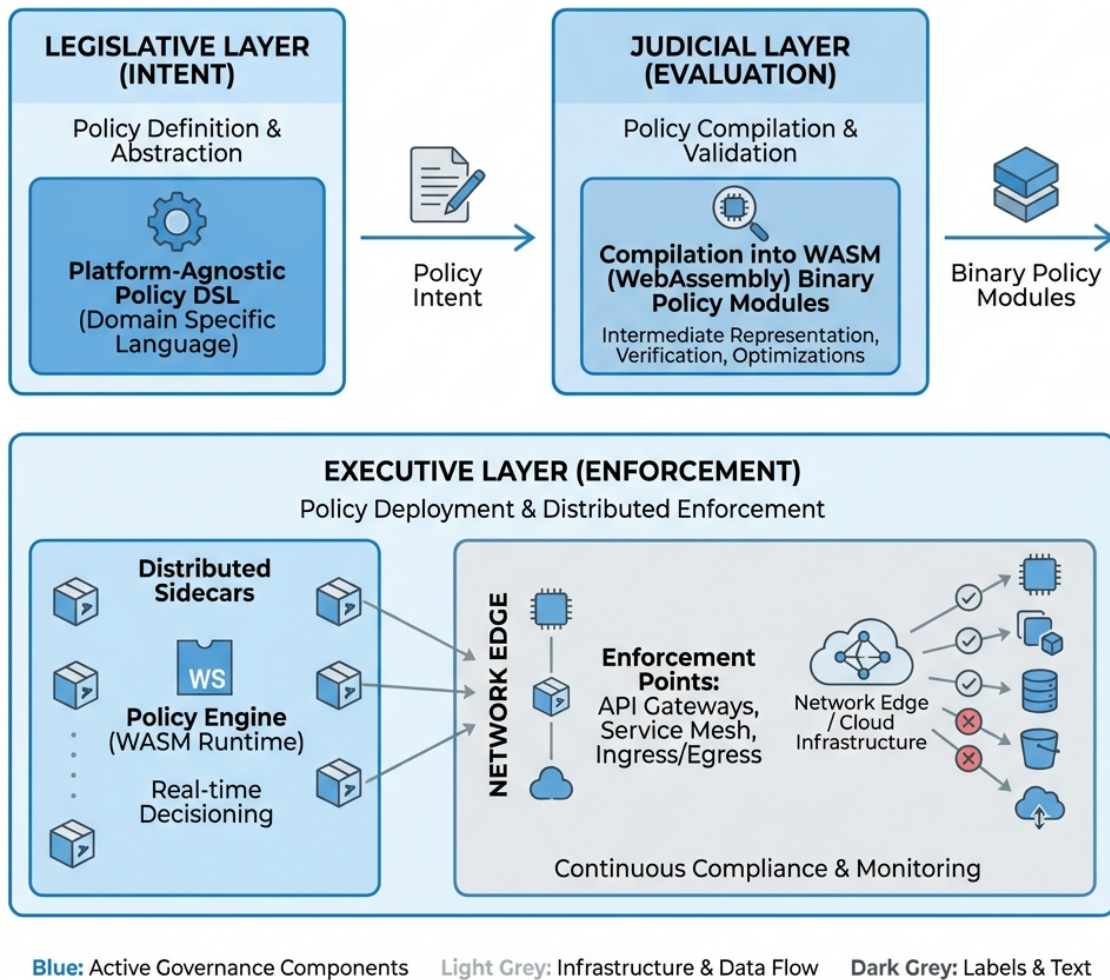 LEGISLATIVE LAYER
(INTENT)
Policy Definition &
Abstraction
Platform-Agnostic
Policy DSL
(Domain Specific
Language)
Policy
Intent
JUDICIAL LAYER
(EVALUATION)
Policy Compilation &
Validation
Compilation into WASM
(WebAssembly) Binary
Policy Modules
Intermediate Representation,
Verification, Optimizations
Binary Policy
Modules
EXECUTIVE LAYER (ENFORCEMENT)
Policy Deployment & Distributed Enforcement
Distributed
Sidecars
WS
Policy Engine
(WASM Runtime)
Real-time
Decisioning
NETWORK EDGE
Enforcement
Points:
API Gateways,
Service Mesh,
Ingress/Egress
Network Edge
/ Cloud
Infrastructure
Continuous Compliance & Monitoring
Blue: Active Governance Components Light Grey: Infrastructure & Data Flow Dark Grey: Labels & Text